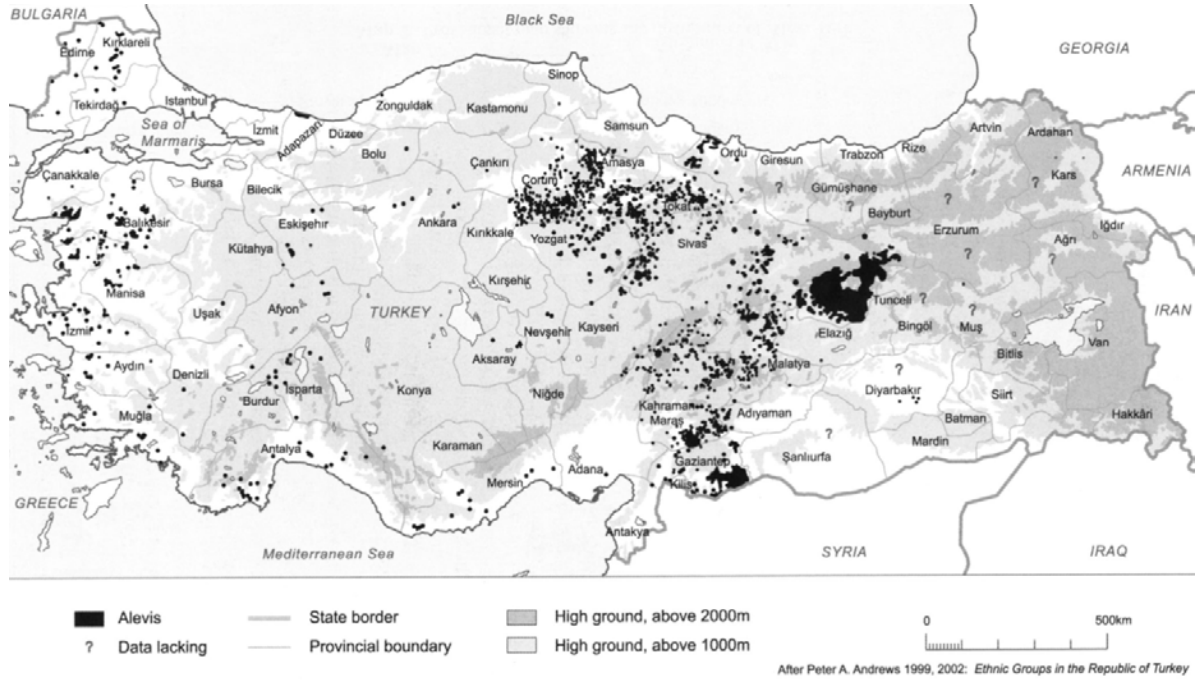 BULGARIA
Black Sea
GEORGIA
Kırklareli
Edirne
Sinop
Tekirdağ
Istanbul
Zonguldak
Kastamonu
Artvin
Ardahan
Sea of
Marmaris
İzmit
Adapazarı
Düzee
Samsun
Ordu
Giresun
Trabzon
Rize
Bolu
Çankırı
Amasya
Kars
ARMENIA
Çanakkale
Bursa
Bilecik
Çorum
Gümüşhane
?
?
?
?
Balıkesir
Eskişehir
Ankara
Kırıkkale
Tokat
Bayburt
Iğdır
Yozgat
Sivas
Erzurum
Ağrı
Kütahya
?
?
Kırşehir
Manisa
Afyon
TURKEY
Uşak
Tunceli
?
?
IRAN
İzmir
Nevşehir
Kayseri
Elazığ
Bingöl
Muş
Van
Aksaray
Bitlis
Aydın
Denizli
Isparta
Konya
Malatya
?
Burdur
Niğde
Diyarbakır
Siirt
Muğla
Kahraman
Maraş
Adıyaman
Batman
Hakkâri
Antalya
Karaman
?
Mardin
Adana
Gaziantep
Şanlıurfa
Mersin
Kilis
GREECE
Antakya
Mediterranean Sea
SYRIA
IRAQ
Alevis
State border
High ground, above 2000m
0
500km
? Data lacking
Provincial boundary
High ground, above 1000m
After Peter A. Andrews 1999, 2002: Ethnic Groups in the Republic of Turkey